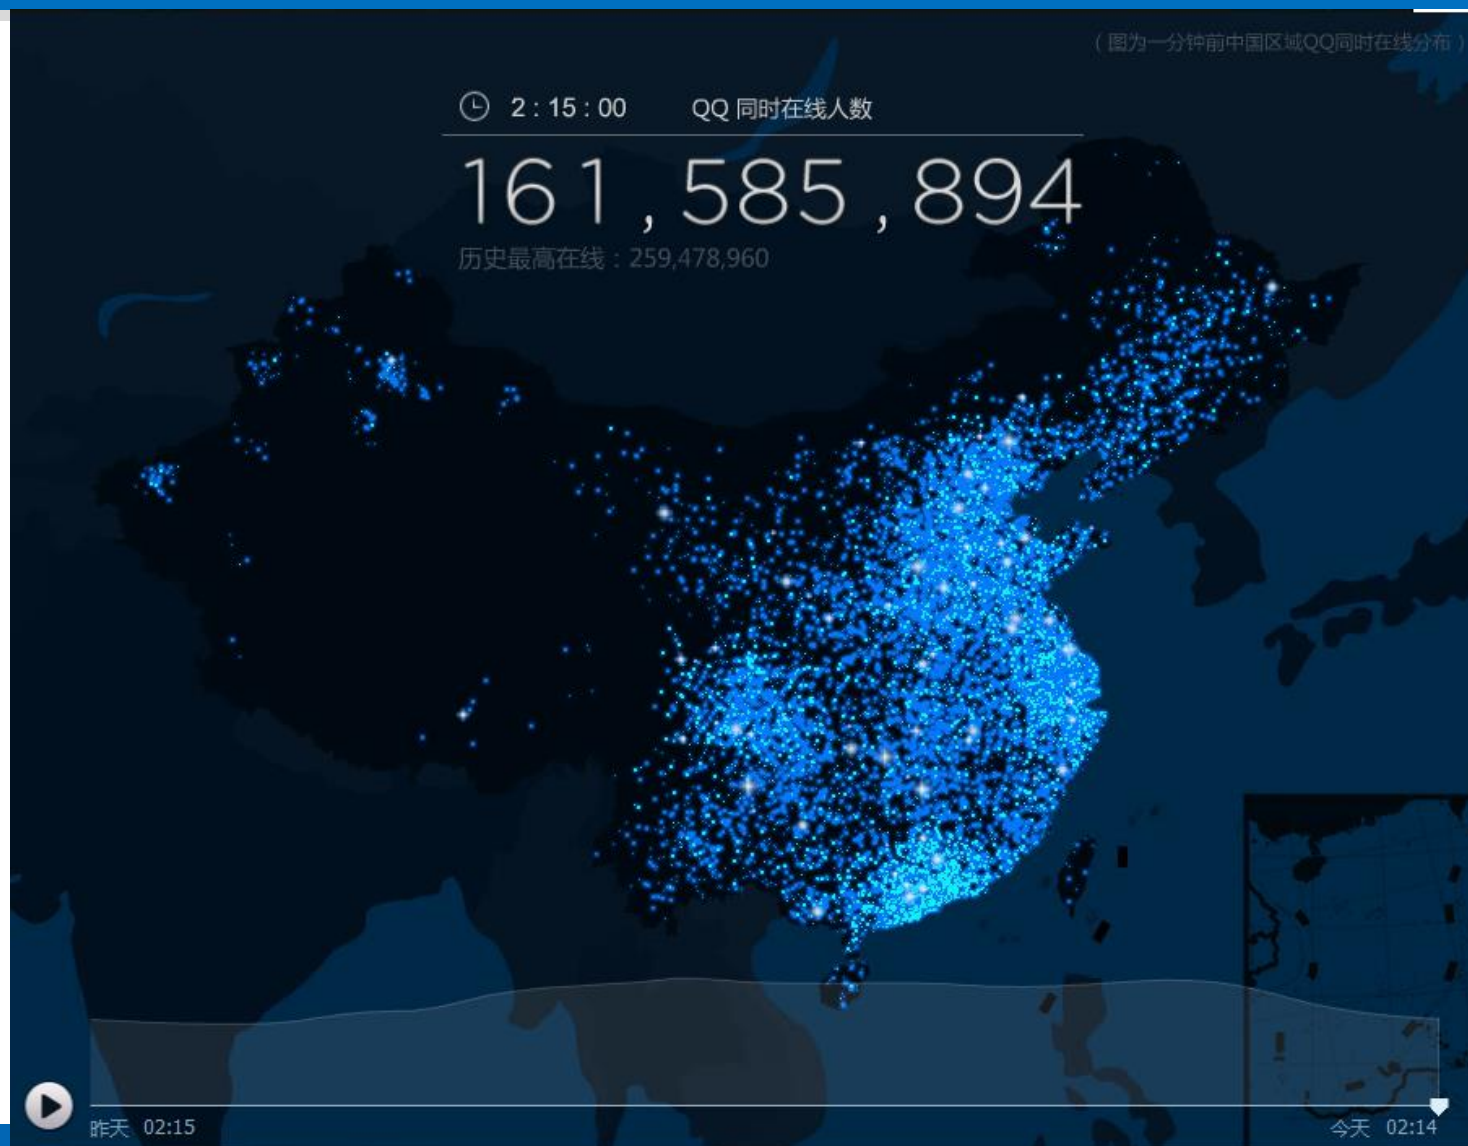 （图为一分钟前中国区域QQ同时在线分布）
2:15:00 QQ 同时在线人数
161,585,894
历史最高在线：259,478,960
昨天 02:15 今天 02:14